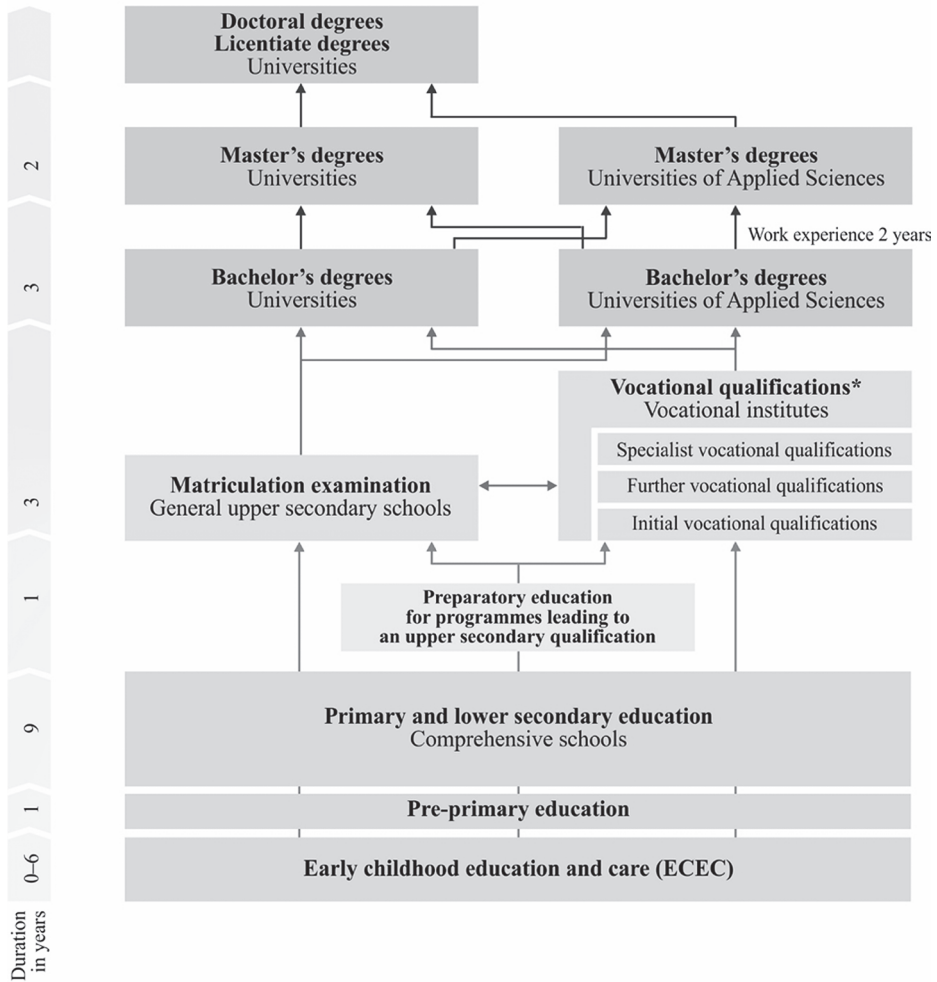 Doctoral degrees
Licentiate degrees
Universities
2
Master’s degrees
Universities
Master’s degrees
Universities of Applied Sciences
Work experience 2 years
3
Bachelor’s degrees
Universities
Bachelor’s degrees
Universities of Applied Sciences
Vocational qualifications*
Vocational institutes
Specialist vocational qualifications
Further vocational qualifications
Initial vocational qualifications
3
Matriculation examination
General upper secondary schools
1
Preparatory education
for programmes leading to
an upper secondary qualification
9
Primary and lower secondary education
Comprehensive schools
1
Pre-primary education
0–6
Early childhood education and care (ECEC)
Duration
in years